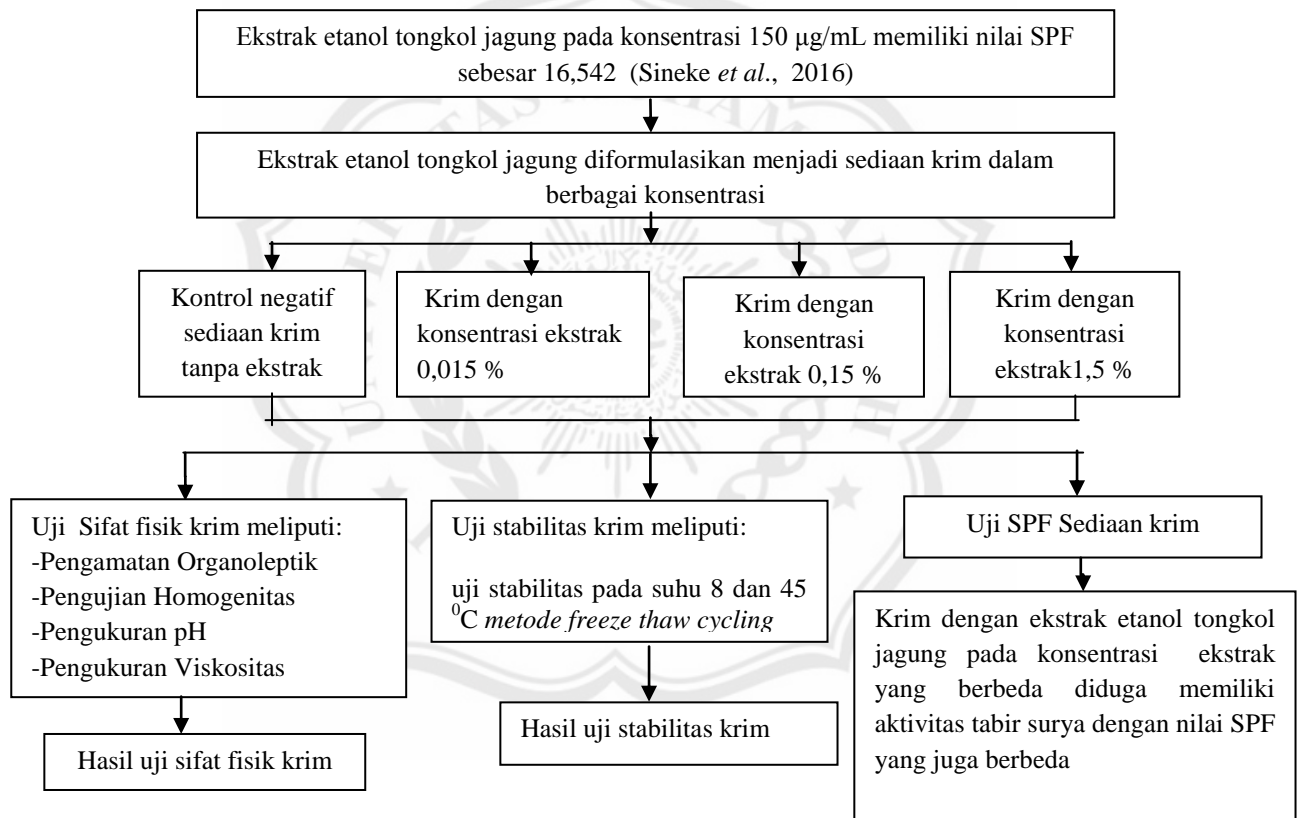 Ekstrak etanol tongkol jagung pada konsentrasi 150 µg/mL memiliki nilai SPF
sebesar 16,542 (Sineke et al., 2016)
Ekstrak etanol tongkol jagung diformulasikan menjadi sediaan krim dalam
berbagai konsentrasi
Kontrol negatif
sediaan krim
tanpa ekstrak
Krim dengan
konsentrasi ekstrak
0,015 %
Krim dengan
konsentrasi
ekstrak 0,15 %
Krim dengan
konsentrasi
ekstrak1,5 %
Uji Sifat fisik krim meliputi:
-Pengamatan Organoleptik
-Pengujian Homogenitas
-Pengukuran pH
-Pengukuran Viskositas
Uji stabilitas krim meliputi:
uji stabilitas pada suhu 8 dan 45
⁰C metode freeze thaw cycling
Uji SPF Sediaan krim
Hasil uji sifat fisik krim
Hasil uji stabilitas krim
Krim dengan ekstrak etanol tongkol
jagung pada konsentrasi ekstrak
yang berbeda diduga memiliki
aktivitas tabir surya dengan nilai SPF
yang juga berbeda